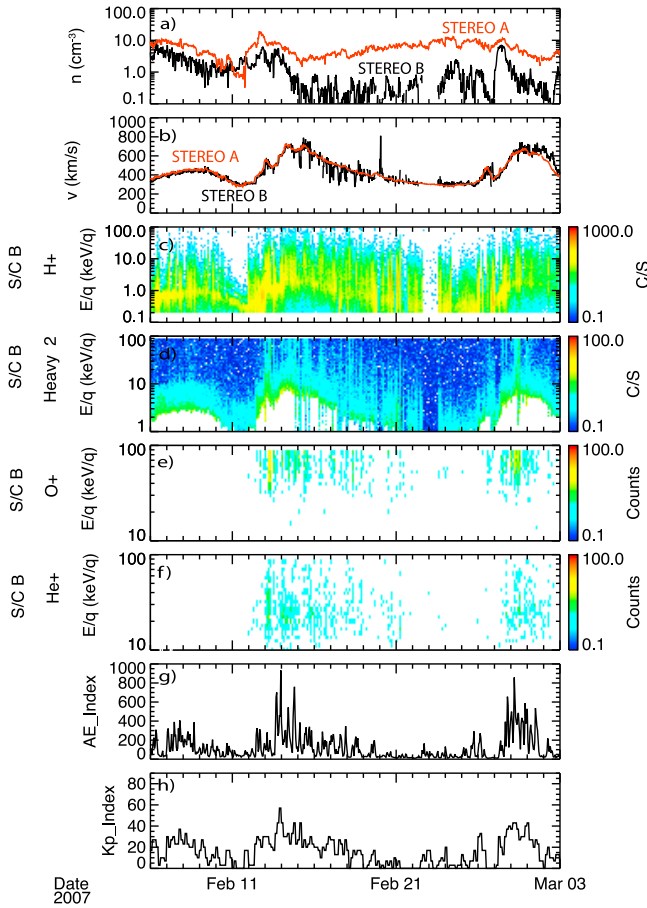 a)
n (cm-3)
10.0
1.0
0.1
STEREO A
STEREO B
b)
v (km/s)
1000
800
600
400
200
0
STEREO A
STEREO B
c)
S/C B
H+
E/q (keV/q)
100.0
10.0
1.0
0.1
1000.0
0.1
C/S
d)
S/C B
Heavy 2
E/q (keV/q)
100
10
1
100.0
0.1
C/S
e)
S/C B
O+
E/q (keV/q)
10
100.0
0.1
Counts
f)
S/C B
He+
E/q (keV/q)
100
10
100.0
0.1
Counts
g)
AE_Index
1000
800
600
400
200
0
h)
Kp_Index
80
60
40
20
0
Date
2007
Feb 11
Feb 21
Mar 03